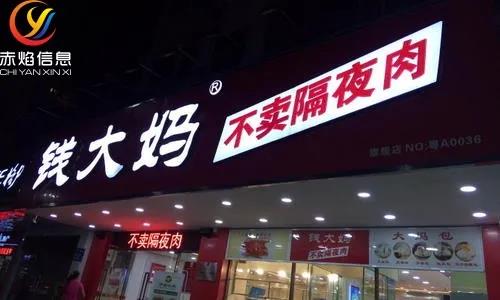 赤焰信息
CHI YAN XIN XI
钱大妈®
不卖隔夜肉
旗舰店 NO:粤A0036
不卖隔夜肉
钱大妈
不卖隔夜肉
大妈包